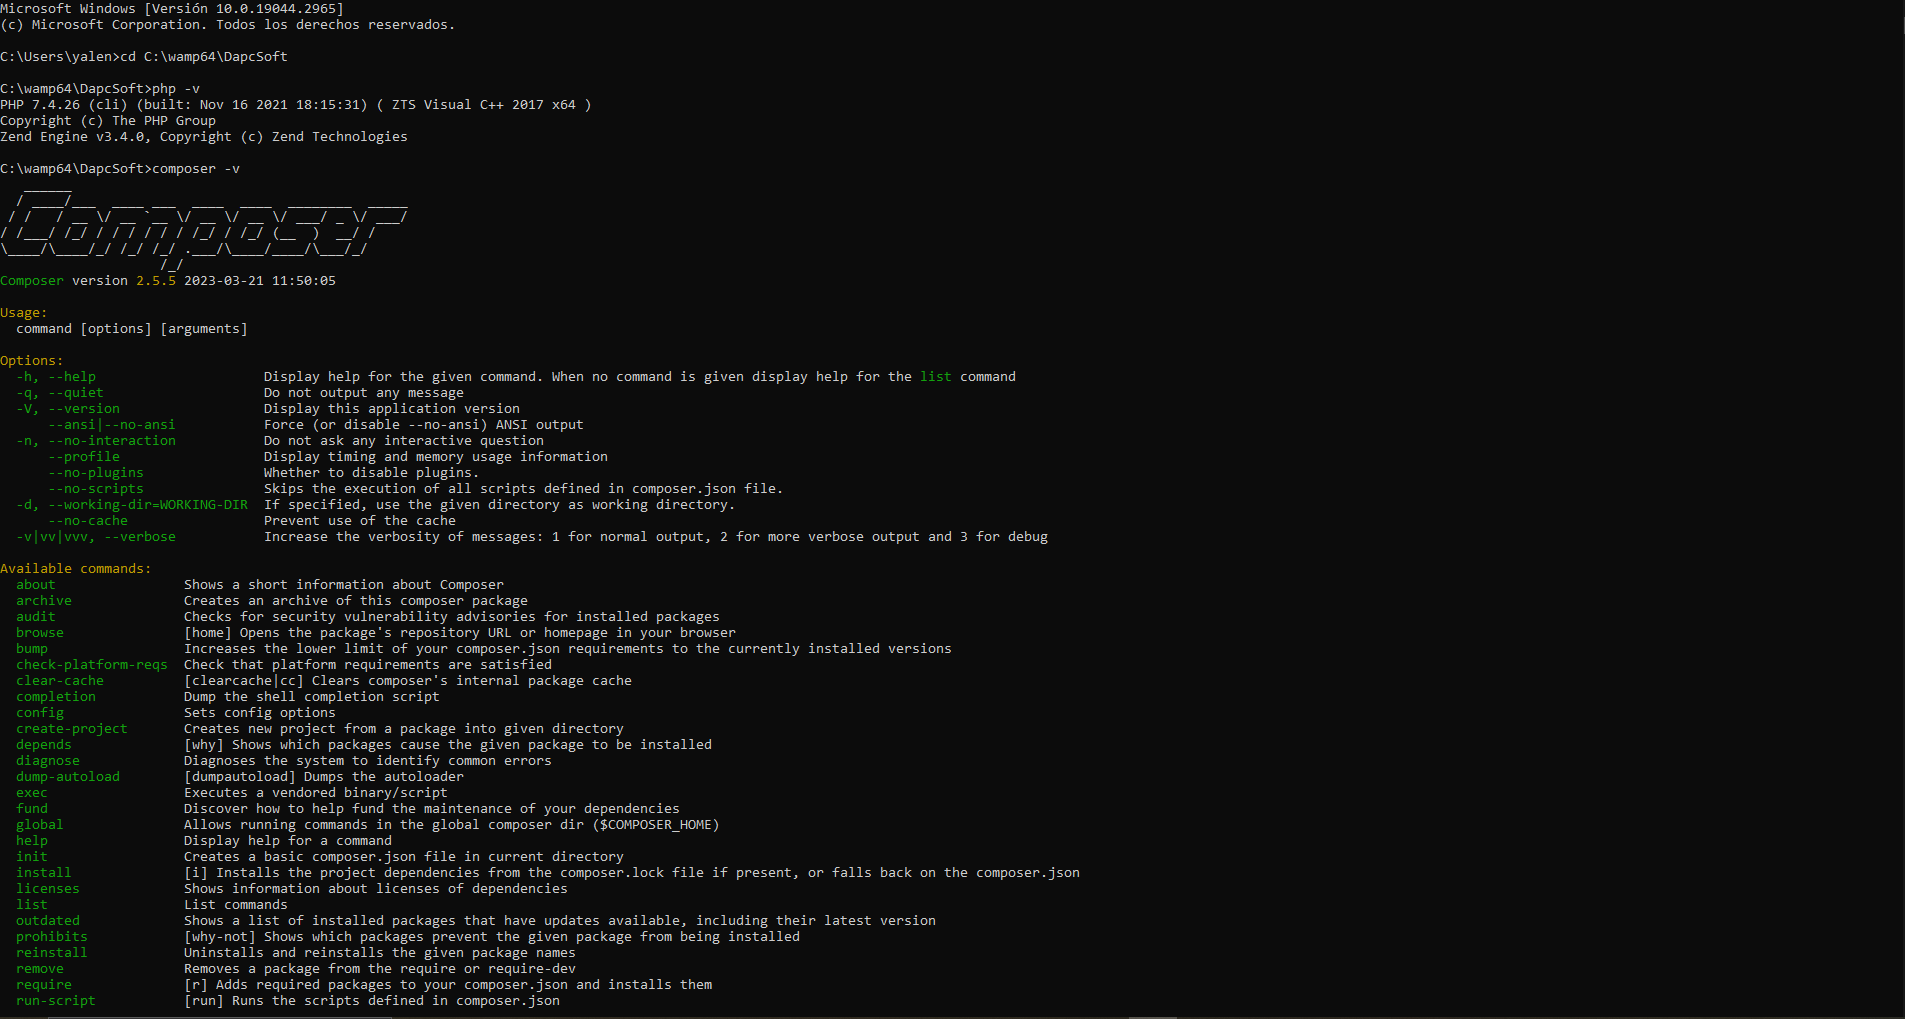 Microsoft Windows [Versión 10.0.19044.2965]
(c) Microsoft Corporation. Todos los derechos reservados.
C:\Users\yalen>cd C:\wamp64\DapcSoft
C:\wamp64\DapcSoft>php -v
PHP 7.4.26 (cli) (built: Nov 16 2021 18:15:31) ( ZTS Visual C++ 2017 x64 )
Copyright (c) The PHP Group
Zend Engine v3.4.0, Copyright (c) Zend Technologies
C:\wamp64\DapcSoft>composer -v
Composer
Composer version 2.5.5 2023-03-21 11:50:05
Usage:
  command [options] [arguments]
Options:
  -h, --help                     Display help for the given command. When no command is given display help for the list command
  -q, --quiet                    Do not output any message
  -V, --version                  Display this application version
      --ansi|--no-ansi           Force (or disable --no-ansi) ANSI output
  -n, --no-interaction           Do not ask any interactive question
      --profile                  Display timing and memory usage information
      --no-plugins               Whether to disable plugins.
      --no-scripts               Skips the execution of all scripts defined in composer.json file.
  -d, --working-dir=WORKING-DIR  If specified, use the given directory as working directory.
      --no-cache                 Prevent use of the cache
  -v|vv|vvv, --verbose           Increase the verbosity of messages: 1 for normal output, 2 for more verbose output and 3 for debug
Available commands:
  about                Shows a short information about Composer
  archive              Creates an archive of this composer package
  audit                Checks for security vulnerability advisories for installed packages
  browse               [home] Opens the package's repository URL or homepage in your browser
  bump                 Increases the lower limit of your composer.json requirements to the currently installed versions
  check-platform-reqs  Check that platform requirements are satisfied
  clear-cache          [clearcache|cc] Clears composer's internal package cache
  completion           Dump the shell completion script
  config               Sets config options
  create-project       Creates new project from a package into given directory
  depends              [why] Shows which packages cause the given package to be installed
  diagnose             Diagnoses the system to identify common errors
  dump-autoload        [dumpautoload] Dumps the autoloader
  exec                 Executes a vendored binary/script
  fund                 Discover how to help fund the maintenance of your dependencies
  global               Allows running commands in the global composer dir ($COMPOSER_HOME)
  help                 Display help for a command
  init                 Creates a basic composer.json file in current directory
  install              [i] Installs the project dependencies from the composer.lock file if present, or falls back on the composer.json
  licenses             Shows information about licenses of dependencies
  list                 List commands
  outdated             Shows a list of installed packages that have updates available, including their latest version
  prohibits            [why-not] Shows which packages prevent the given package from being installed
  reinstall            Uninstalls and reinstalls the given package names
  remove               Removes a package from the require or require-dev
  require              [r] Adds required packages to your composer.json and installs them
  run-script           [run] Runs the scripts defined in composer.json